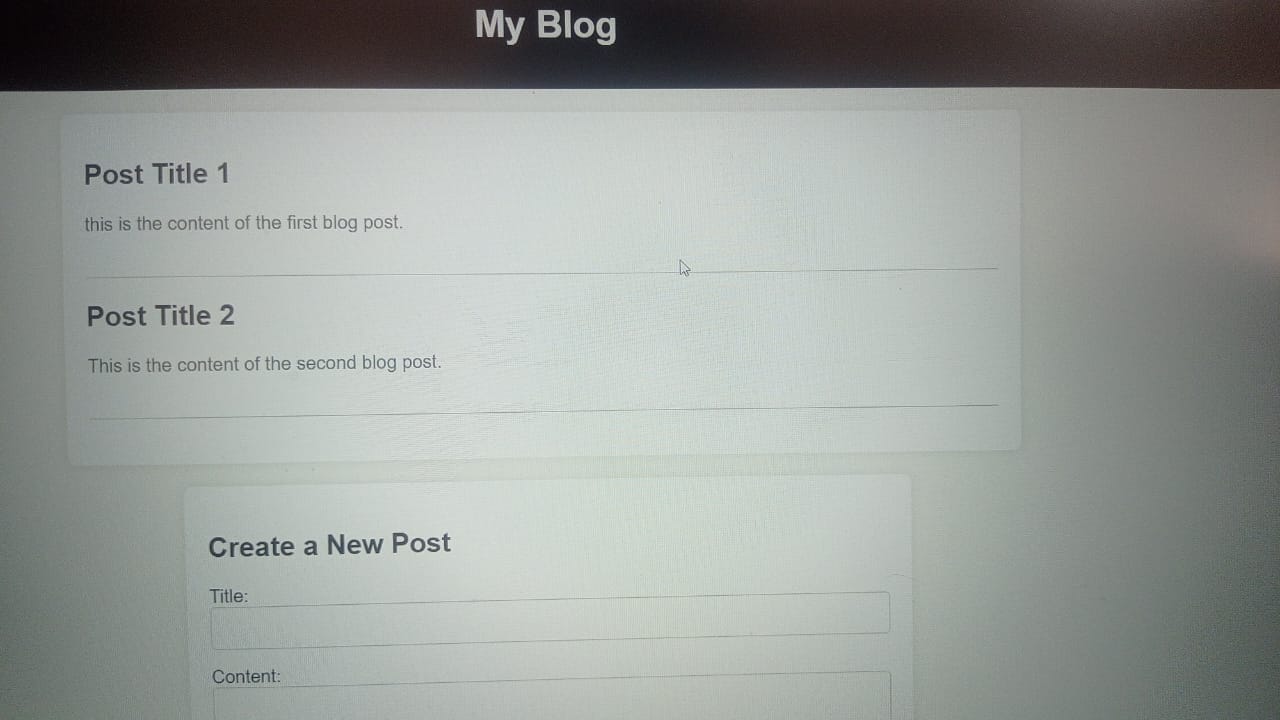 My Blog
Post Title 1
this is the content of the first blog post.
Post Title 2
This is the content of the second blog post.
Create a New Post
Title:
Content: